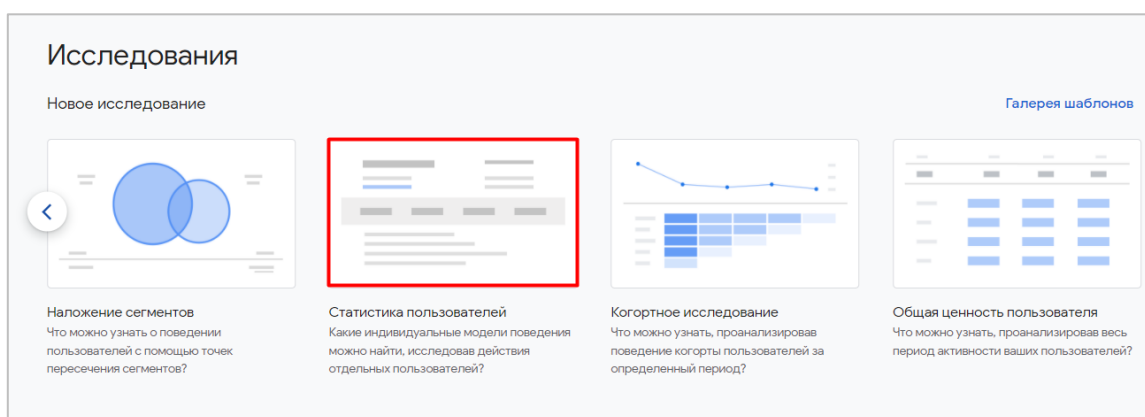 Исследования
Новое исследование
Галерея шаблонов
Наложение сегментов
Что можно узнать о поведении
пользователей с помощью точек
пересечения сегментов?
Статистика пользователей
Какие индивидуальные модели поведения
можно найти, исследовав действия
отдельных пользователей?
Когортное исследование
Что можно узнать, проанализировав
поведение когорты пользователей за
определенный период?
Общая ценность пользователя
Что можно узнать, проанализировав весь
период активности ваших пользователей?